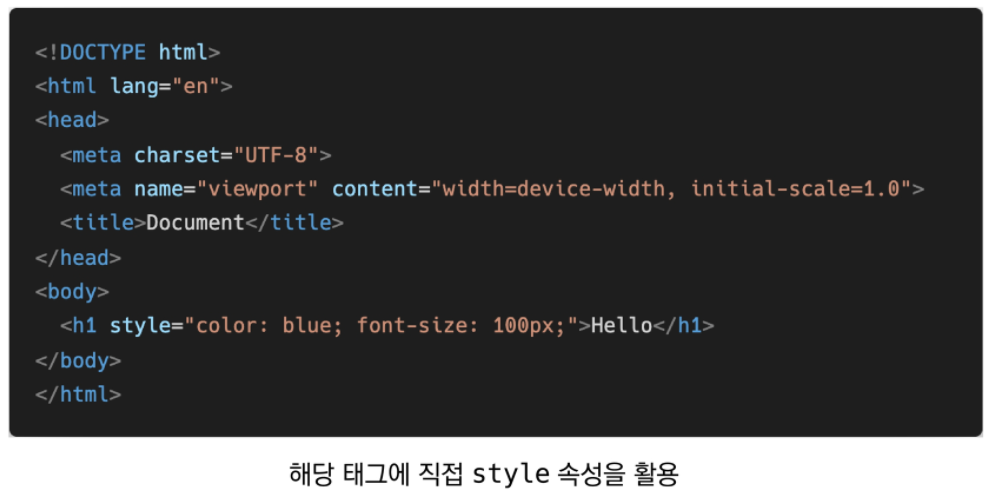 <!DOCTYPE html>
<html lang="en">
<head>
  <meta charset="UTF-8">
  <meta name="viewport" content="width=device-width, initial-scale=1.0">
  <title>Document</title>
</head>
<body>
  <h1 style="color: blue; font-size: 100px;">Hello</h1>
</body>
</html>
해당 태그에 직접 style 속성을 활용